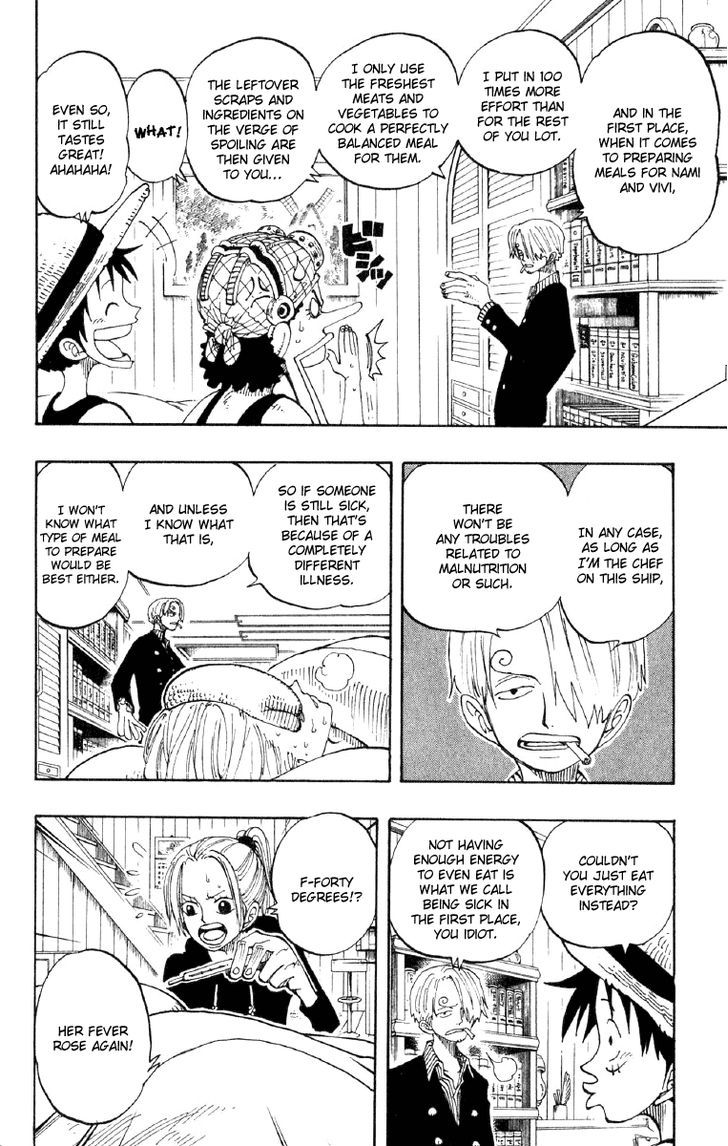 AND IN THE
FIRST PLACE,
WHEN IT COMES
TO PREPARING
MEALS FOR NAMI
AND VIVI,
I PUT IN 100
TIMES MORE
EFFORT THAN
FOR THE REST
OF YOU LOT.
I ONLY USE
THE FRESHEST
MEATS AND
VEGETABLES TO
COOK A PERFECTLY
BALANCED MEAL
FOR THEM.
THE LEFTOVER
SCRAPS AND
INGREDIENTS ON
THE VERGE OF
SPOILING ARE
THEN GIVEN
TO YOU...
WHAT!
EVEN SO,
IT STILL
TASTES
GREAT!
AHAHAHA!
ビシッ
IN ANY CASE,
AS LONG AS
I'M THE CHEF
ON THIS SHIP,
THERE
WON'T BE
ANY TROUBLES
RELATED TO
MALNUTRITION
OR SUCH.
SO IF SOMEONE
IS STILL SICK,
THEN THAT'S
BECAUSE OF A
COMPLETELY
DIFFERENT
ILLNESS.
AND UNLESS
I KNOW WHAT
THAT IS,
I WON'T
KNOW WHAT
TYPE OF MEAL
TO PREPARE
WOULD BE
BEST EITHER.
COULDN'T
YOU JUST EAT
EVERYTHING
INSTEAD?
NOT HAVING
ENOUGH ENERGY
TO EVEN EAT IS
WHAT WE CALL
BEING SICK IN
THE FIRST PLACE,
YOU IDIOT.
F-FORTY
DEGREES!?
HER FEVER
ROSE AGAIN!